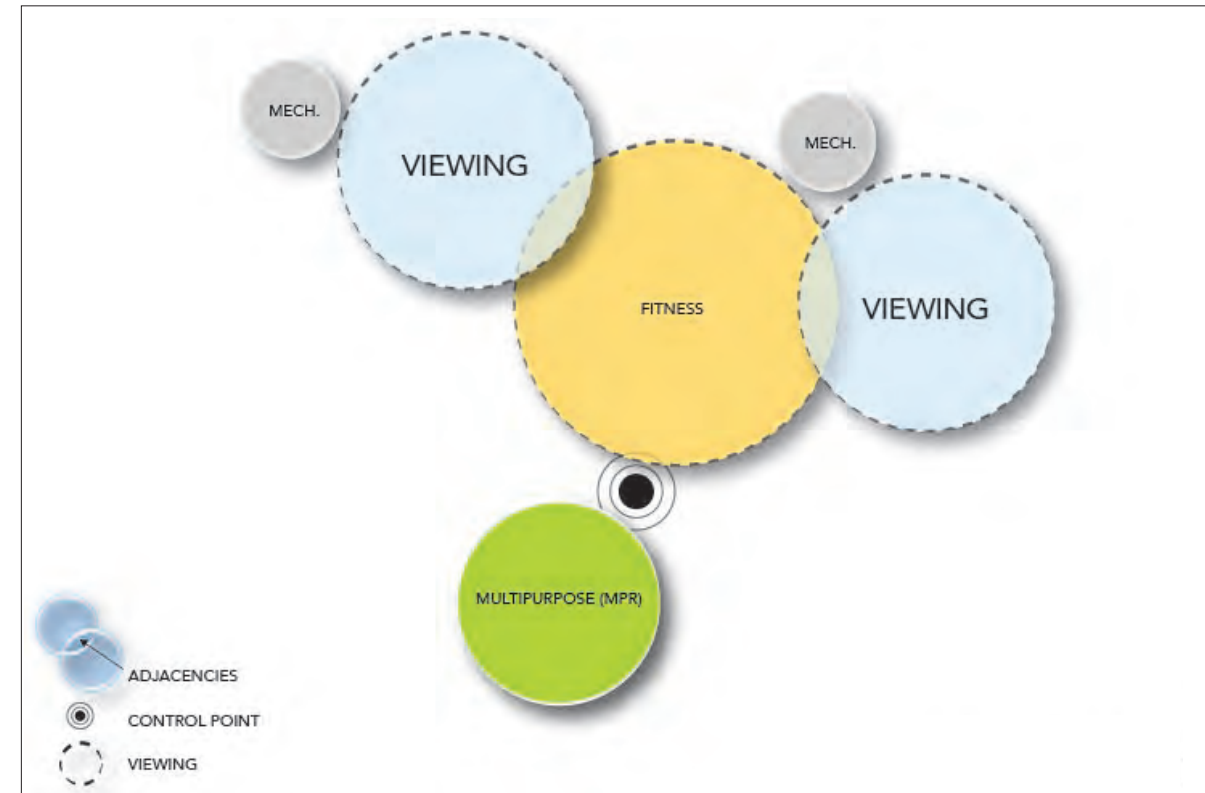 MECH.
VIEWING
MECH.
FITNESS
VIEWING
MULTIPURPOSE (MPR)
ADJACENCIES
CONTROL POINT
VIEWING